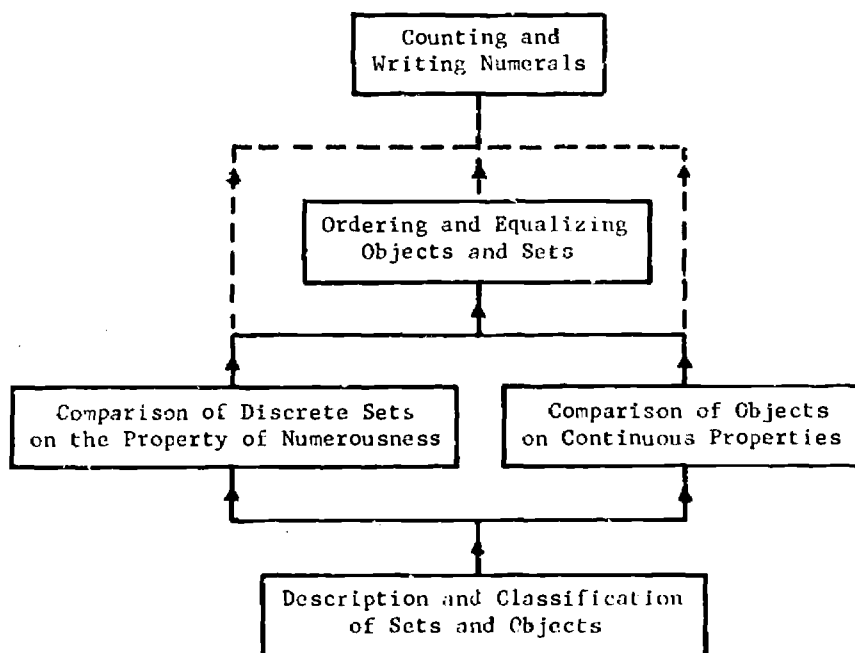 Counting and
Writing Numerals
Ordering and Equalizing
Objects and Sets
Comparison of Discrete Sets
on the Property of Numerousness
Comparison of Objects
on Continuous Properties
Description and Classification
of Sets and Objects